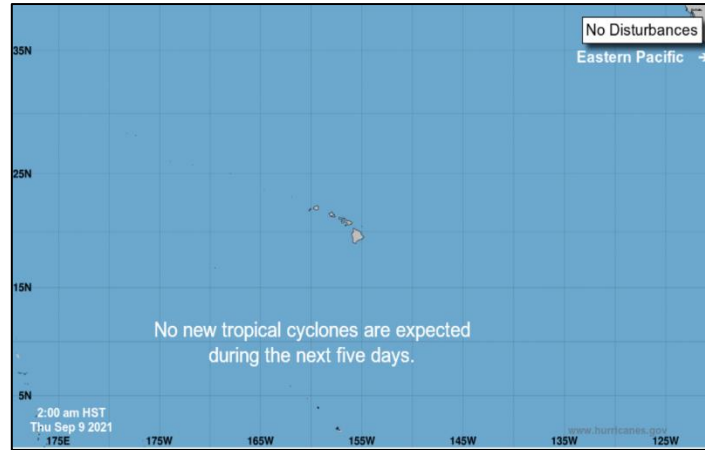 No Disturbances
Eastern Pacific →
35N
25N
15N
No new tropical cyclones are expected
during the next five days.
5N
2:00 am HST
Thu Sep 9 2021
www.hurricanes.gov
175E 175W 165W 155W 145W 135W 125W